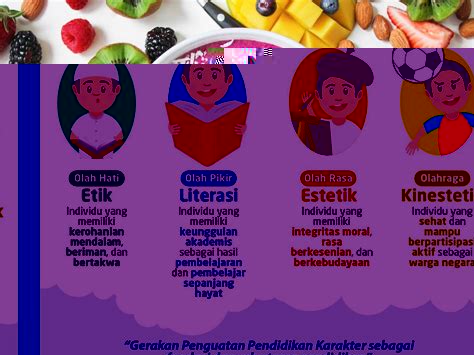 Olah Hati
Etik
Individu yang
memiliki
kerohanian
mendalam,
beriman, dan
bertakwa
Olah Pikir
Literasi
Individu yang
memiliki
keunggulan
akademis
sebagai hasil
pembelajaran
dan pembelajar
sepanjang
hayat
Olah Rasa
Estetik
Individu yang
memiliki
integritas moral,
rasa
berkesenian, dan
berkebudayaan
Olahraga
Kinesteti
Individu yang
sehat dan
mampu
berpartisipas
aktif sebagai
warga negara
"Gerakan Penguatan Pendidikan Karakter sebagai